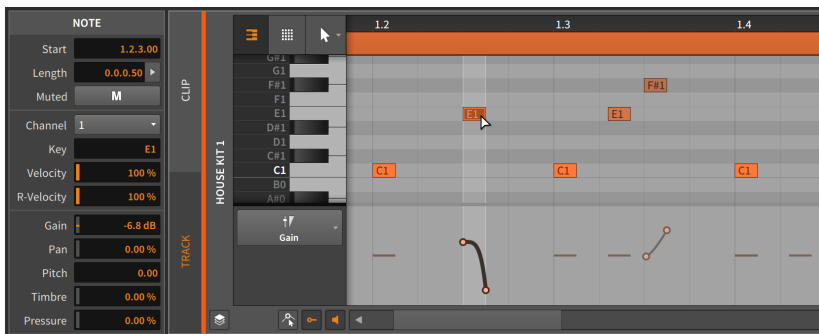 NOTE
Start 1.2.3.00
Length 0.0.0.50
Muted M
Channel 1
Key E1
Velocity 100 %
R-Velocity 100 %
Gain -6.8 dB
Pan 0.00 %
Pitch 0.00
Timbre 0.00 %
Pressure 0.00 %
CLIP
TRACK
HOUSE KIT 1
1.2 1.3 1.4
G#1
G1
F#1 F#1
F1
E1 E1 E1
D#1
D1
C#1
C1 C1 C1 C1
B0
A#0
Gain